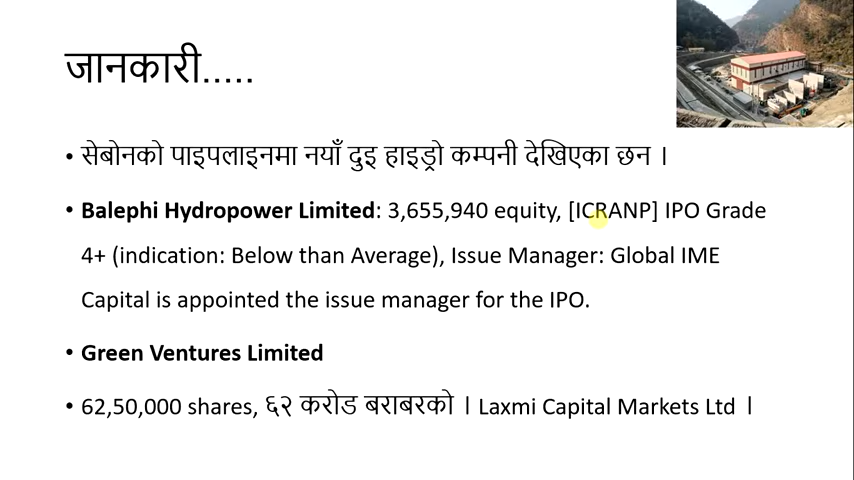 जानकारी.....
• सेबोनको पाइपलाइनमा नयाँ दुइ हाइड्रो कम्पनी देखिएका छन ।
• Balephi Hydropower Limited: 3,655,940 equity, [ICRANP] IPO Grade
4+ (indication: Below than Average), Issue Manager: Global IME
Capital is appointed the issue manager for the IPO.
• Green Ventures Limited
• 62,50,000 shares, ६२ करोड बराबरको । Laxmi Capital Markets Ltd ।